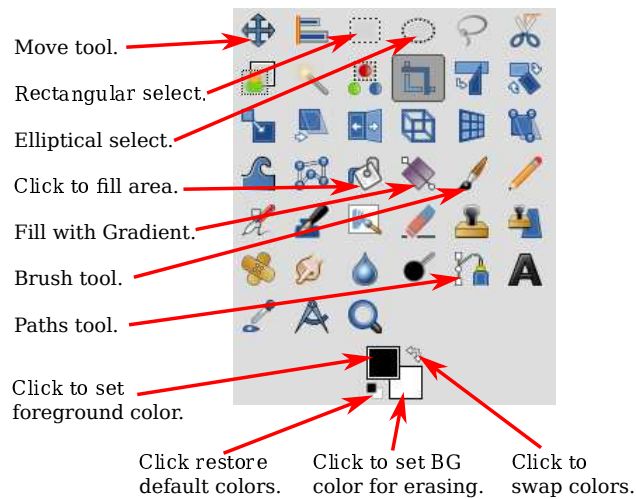 Move tool.
Rectangular select.
Elliptical select.
Click to fill area.
Fill with Gradient.
Brush tool.
Paths tool.
Click to set
foreground color.
Click restore
default colors.
Click to set BG
color for erasing.
Click to
swap colors.